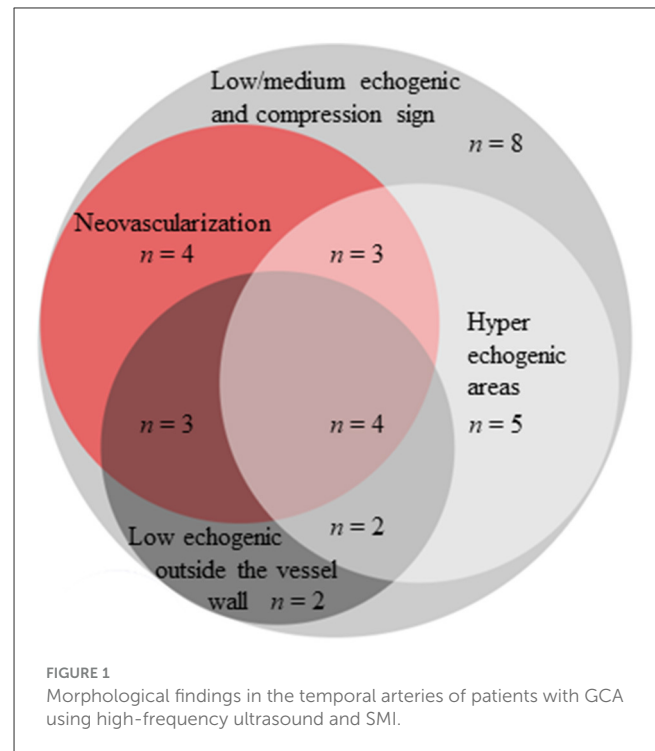 Low/medium echogenic
and compression sign
n = 8
Neovascularization
n = 4
n = 3
Hyper
echogenic
areas
n = 5
n = 3
n = 4
n = 2
Low echogenic
outside the vessel
wall n = 2
FIGURE 1
Morphological findings in the temporal arteries of patients with GCA
using high-frequency ultrasound and SMI.